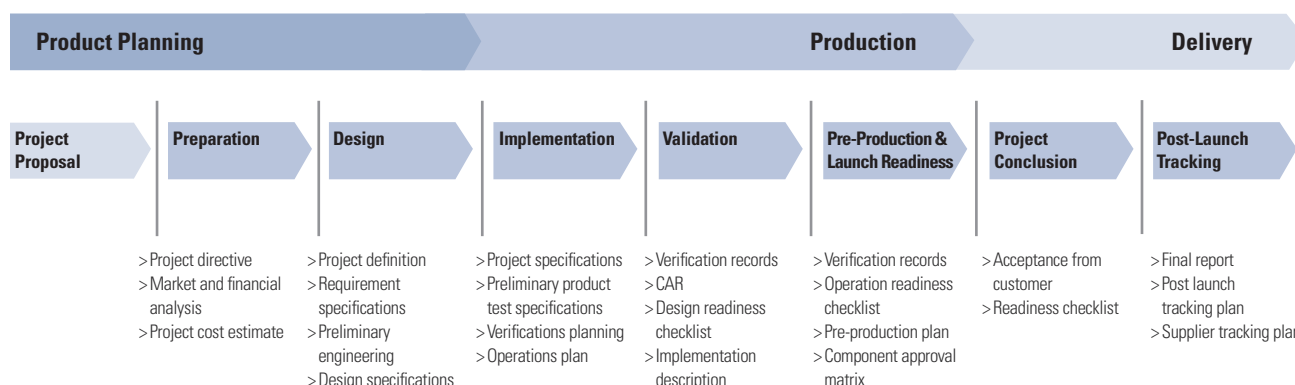 Product Planning
Production
Delivery
Project
Proposal
Preparation
Design
Implementation
Validation
Pre-Production &
Launch Readiness
Project
Conclusion
Post-Launch
Tracking
>Project directive
>Market and financial
analysis
>Project cost estimate
>Project definition
>Requirement
specifications
>Preliminary
engineering
>Design specifications
>Project specifications
>Preliminary product
test specifications
>Verifications planning
>Operations plan
>Verification records
>CAR
>Design readiness
checklist
>Implementation
description
>Verification records
>Operation readiness
checklist
>Pre-production plan
>Component approval
matrix
>Acceptance from
customer
>Readiness checklist
>Final report
>Post launch
tracking plan
>Supplier tracking plan